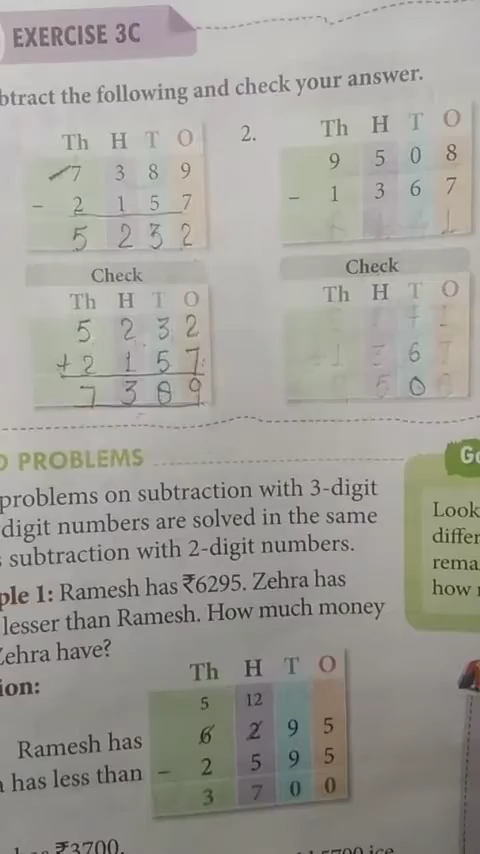 EXERCISE 3C
btract the following and check your answer.
Th H T O
7 3 8 9
- 2 1 5 7
5 2 3 2
Check
Th H T O
5 2 3 2
+ 2 1 5 7
7 3 8 9
2.
Th H T O
9 5 0 8
- 1 3 6 7
1
Check
Th H T O
6
5 0
PROBLEMS
problems on subtraction with 3-digit
digit numbers are solved in the same
subtraction with 2-digit numbers.
ple 1: Ramesh has ₹6295. Zehra has
lesser than Ramesh. How much money
Zehra have?
ion:
Th H T O
5 12
Ramesh has 6 2 9 5
has less than - 2 5 9 5
3 7 0 0
₹3700.
Go
Look
differ
rema
how